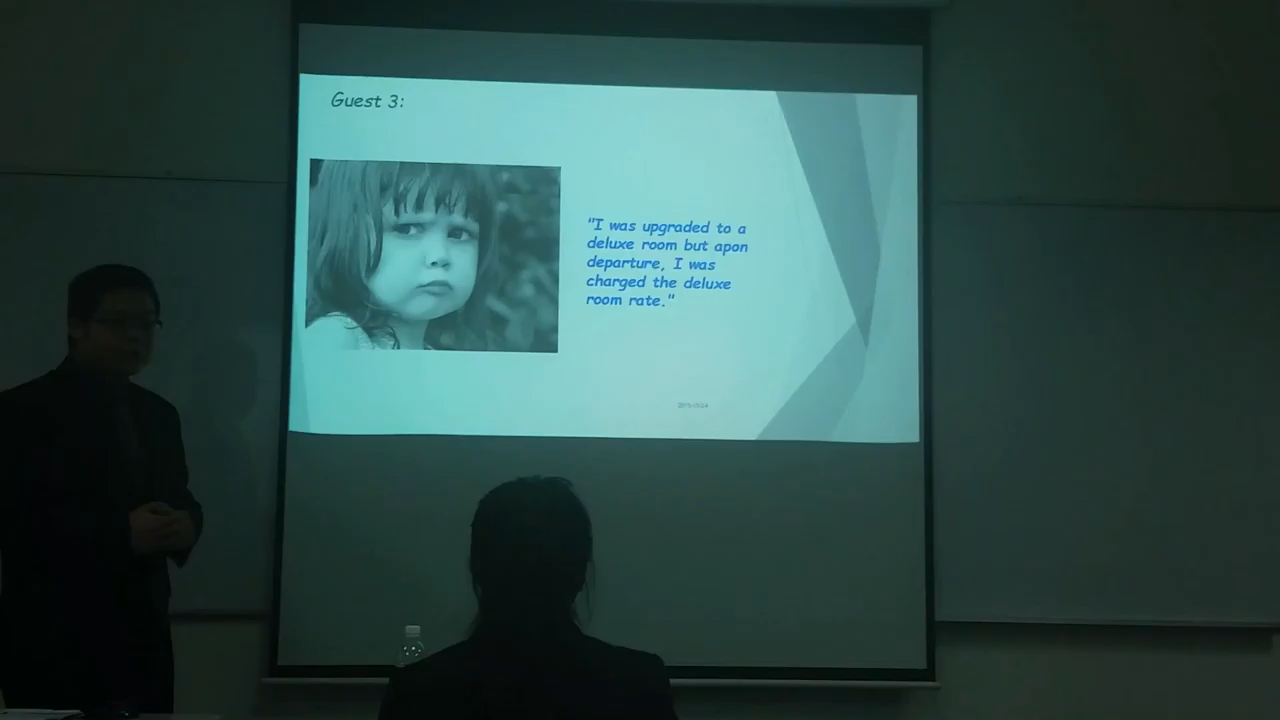 Guest 3:
"I was upgraded to a
deluxe room but apon
departure, I was
charged the deluxe
room rate."